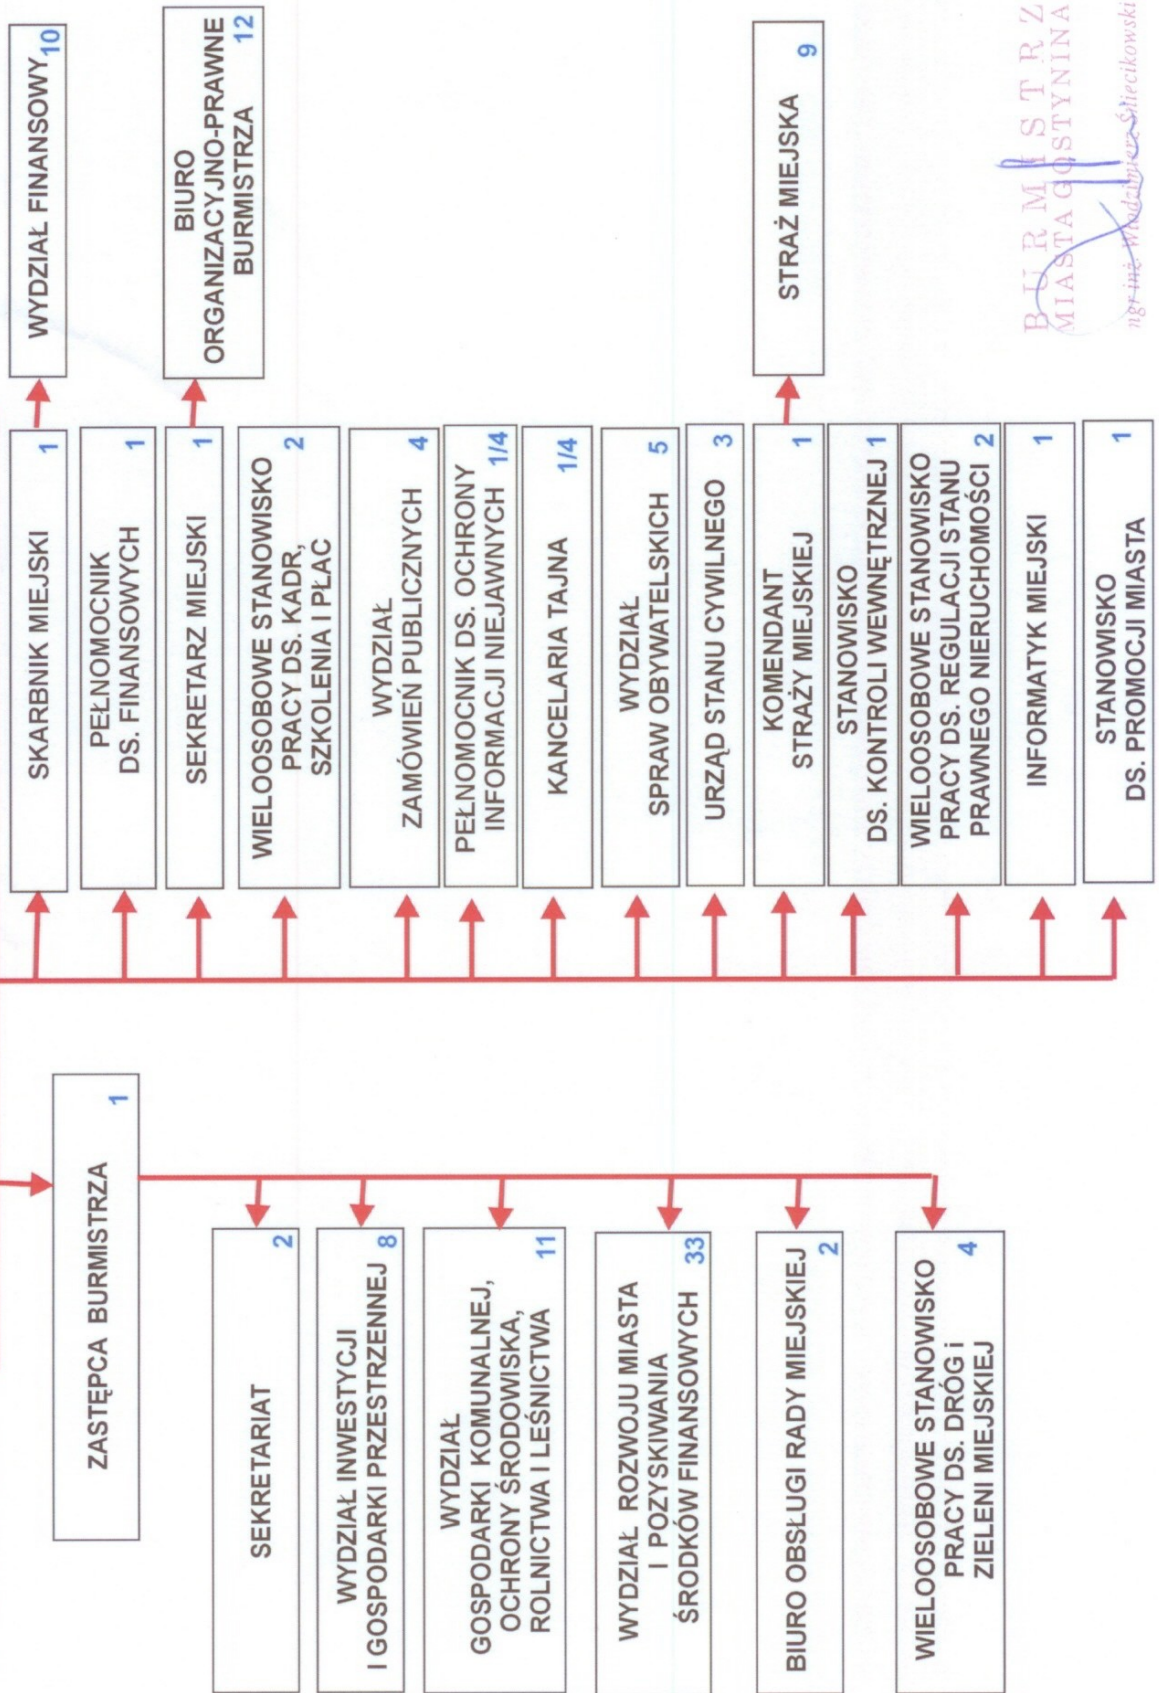 ZASTĘPCA BURMISTRZA 1
SEKRETARIAT 2
WYDZIAŁ INWESTYCJI
I GOSPODARKI PRZESTRZENNEJ 8
WYDZIAŁ
GOSPODARKI KOMUNALNEJ, 11
OCHRONY ŚRODOWISKA,
ROLNICTWA I LEŚNICTWA
WYDZIAŁ ROZWOJU MIASTA
I POZYSKIWANIA
ŚRODKÓW FINANSOWYCH 33
BIURO OBSŁUGI RADY MIEJSKIEJ 2
WIELOOSOBOWE STANOWISKO
PRACY DS. DRÓG i 4
ZIELENI MIEJSKIEJ
SKARBNIK MIEJSKI 1
PEŁNOMOCNIK
DS. FINANSOWYCH 1
SEKRETARZ MIEJSKI 1
WIELOOSOBOWE STANOWISKO
PRACY DS. KADR, 2
SZKOLENIA I PŁAC
WYDZIAŁ
ZAMÓWIEŃ PUBLICZNYCH 4
PEŁNOMOCNIK DS. OCHRONY
INFORMACJI NIEJAWNYCH 1/4
KANCELARIA TAJNA 1/4
WYDZIAŁ
SPRAW OBYWATELSKICH 5
URZĄD STANU CYWILNEGO 3
KOMENDANT
STRAŻY MIEJSKIEJ 1
STANOWISKO
DS. KONTROLI WEWNĘTRZNEJ 1
WIELOOSOBOWE STANOWISKO
PRACY DS. REGULACJI STANU
PRAWNEGO NIERUCHOMOŚCI 2
INFORMATYK MIEJSKI 1
STANOWISKO
DS. PROMOCJI MIASTA 1
WYDZIAŁ FINANSOWY 10
BIURO
ORGANIZACYJNO-PRAWNE
BURMISTRZA 12
STRAŻ MIEJSKA 9
BURMISTRZ
MIASTA GOSTYNINA
mgr inż. Włodzimierz Śniecikowski